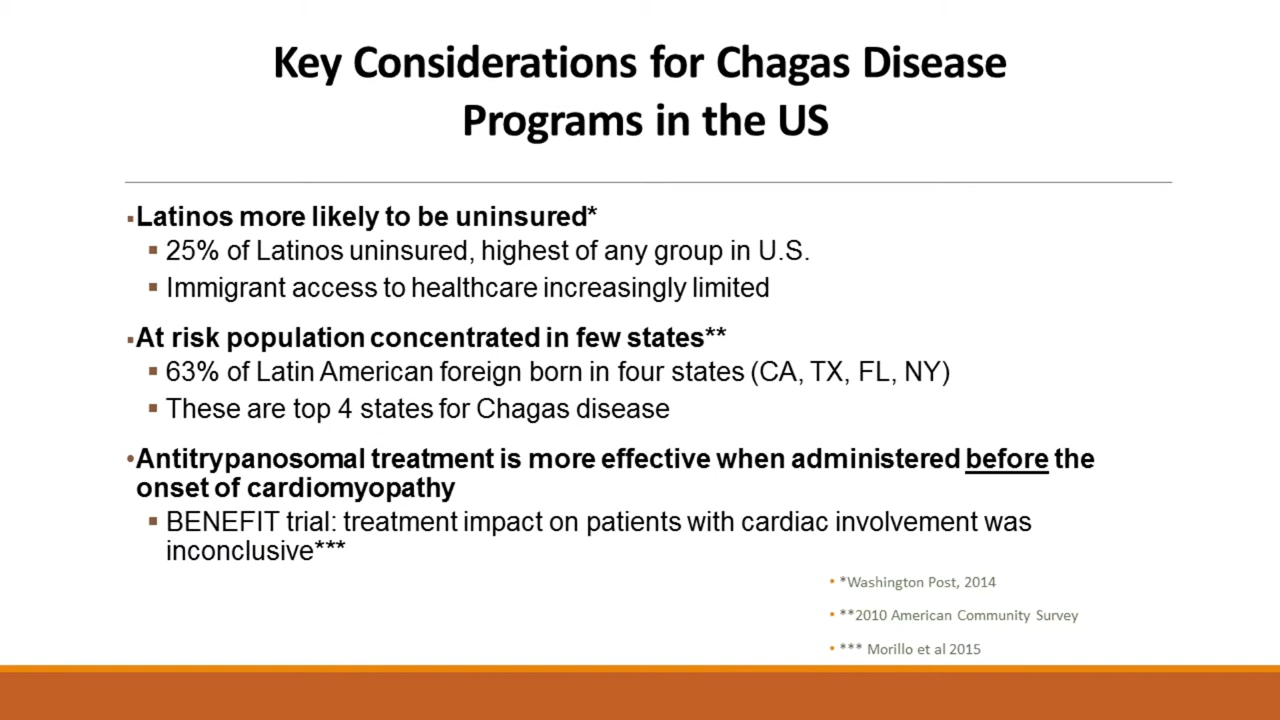 Key Considerations for Chagas Disease
Programs in the US
▪Latinos more likely to be uninsured*
▪ 25% of Latinos uninsured, highest of any group in U.S.
▪ Immigrant access to healthcare increasingly limited
▪At risk population concentrated in few states**
▪ 63% of Latin American foreign born in four states (CA, TX, FL, NY)
▪ These are top 4 states for Chagas disease
•Antitrypanosomal treatment is more effective when administered before the
onset of cardiomyopathy
▪ BENEFIT trial: treatment impact on patients with cardiac involvement was
inconclusive***
• *Washington Post, 2014
• **2010 American Community Survey
• *** Morillo et al 2015